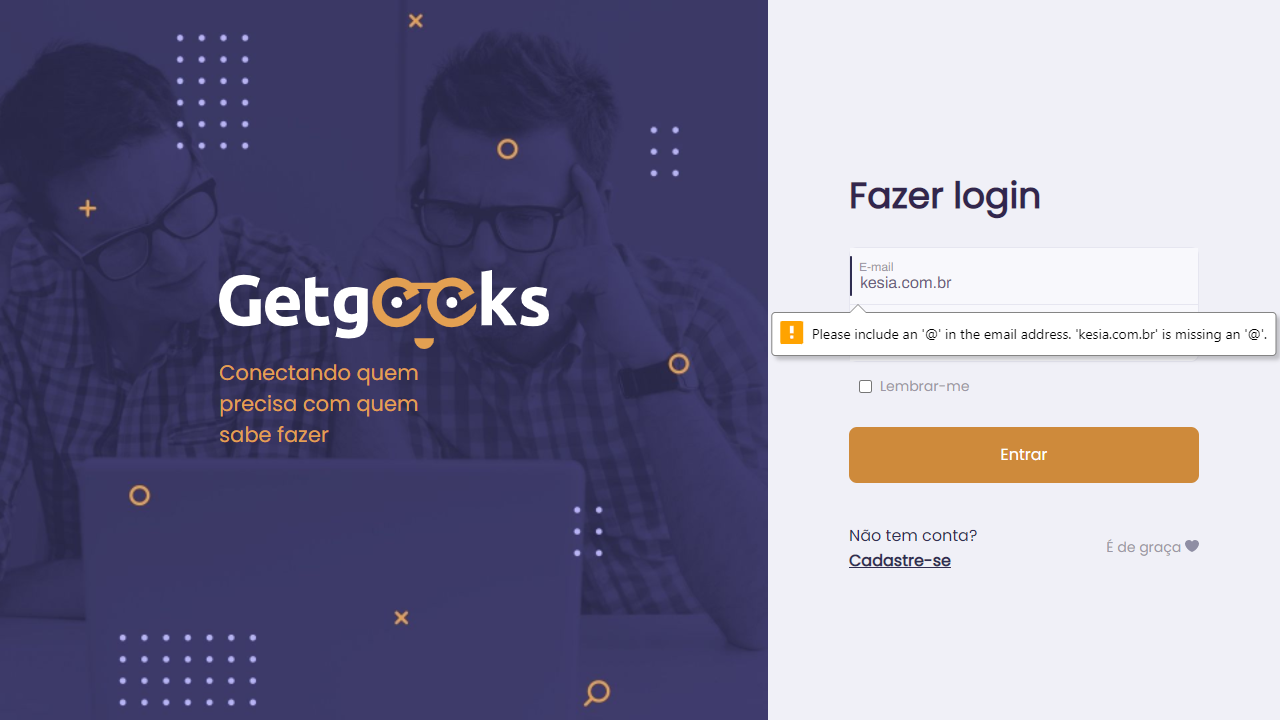 Getgeeks
Conectando quem
precisa com quem
sabe fazer
Fazer login
E-mail
kesia.com.br
Please include an '@' in the email address. 'kesia.com.br' is missing an '@'.
Lembrar-me
Entrar
Não tem conta?
Cadastre-se
É de graça